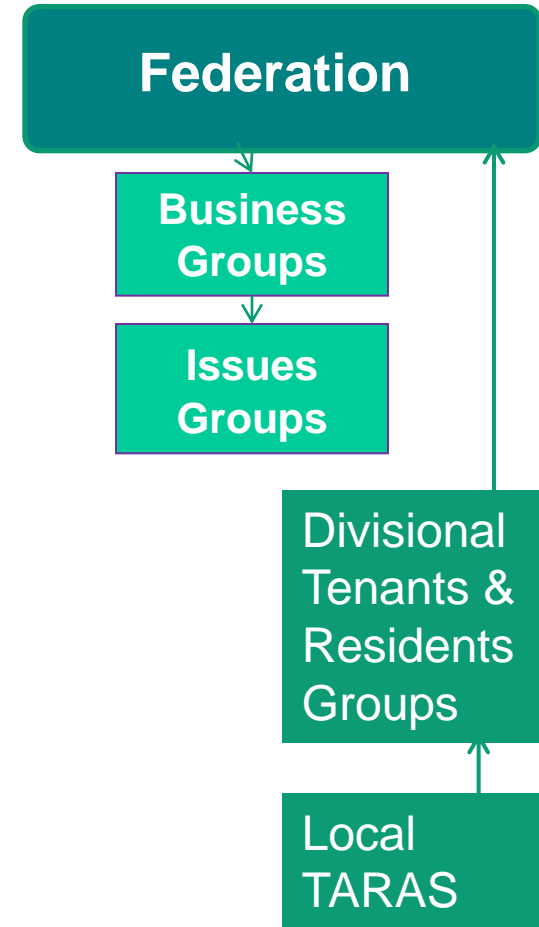 Federation
Business
Groups
Issues
Groups
Divisional
Tenants &
Residents
Groups
Local
TARAS